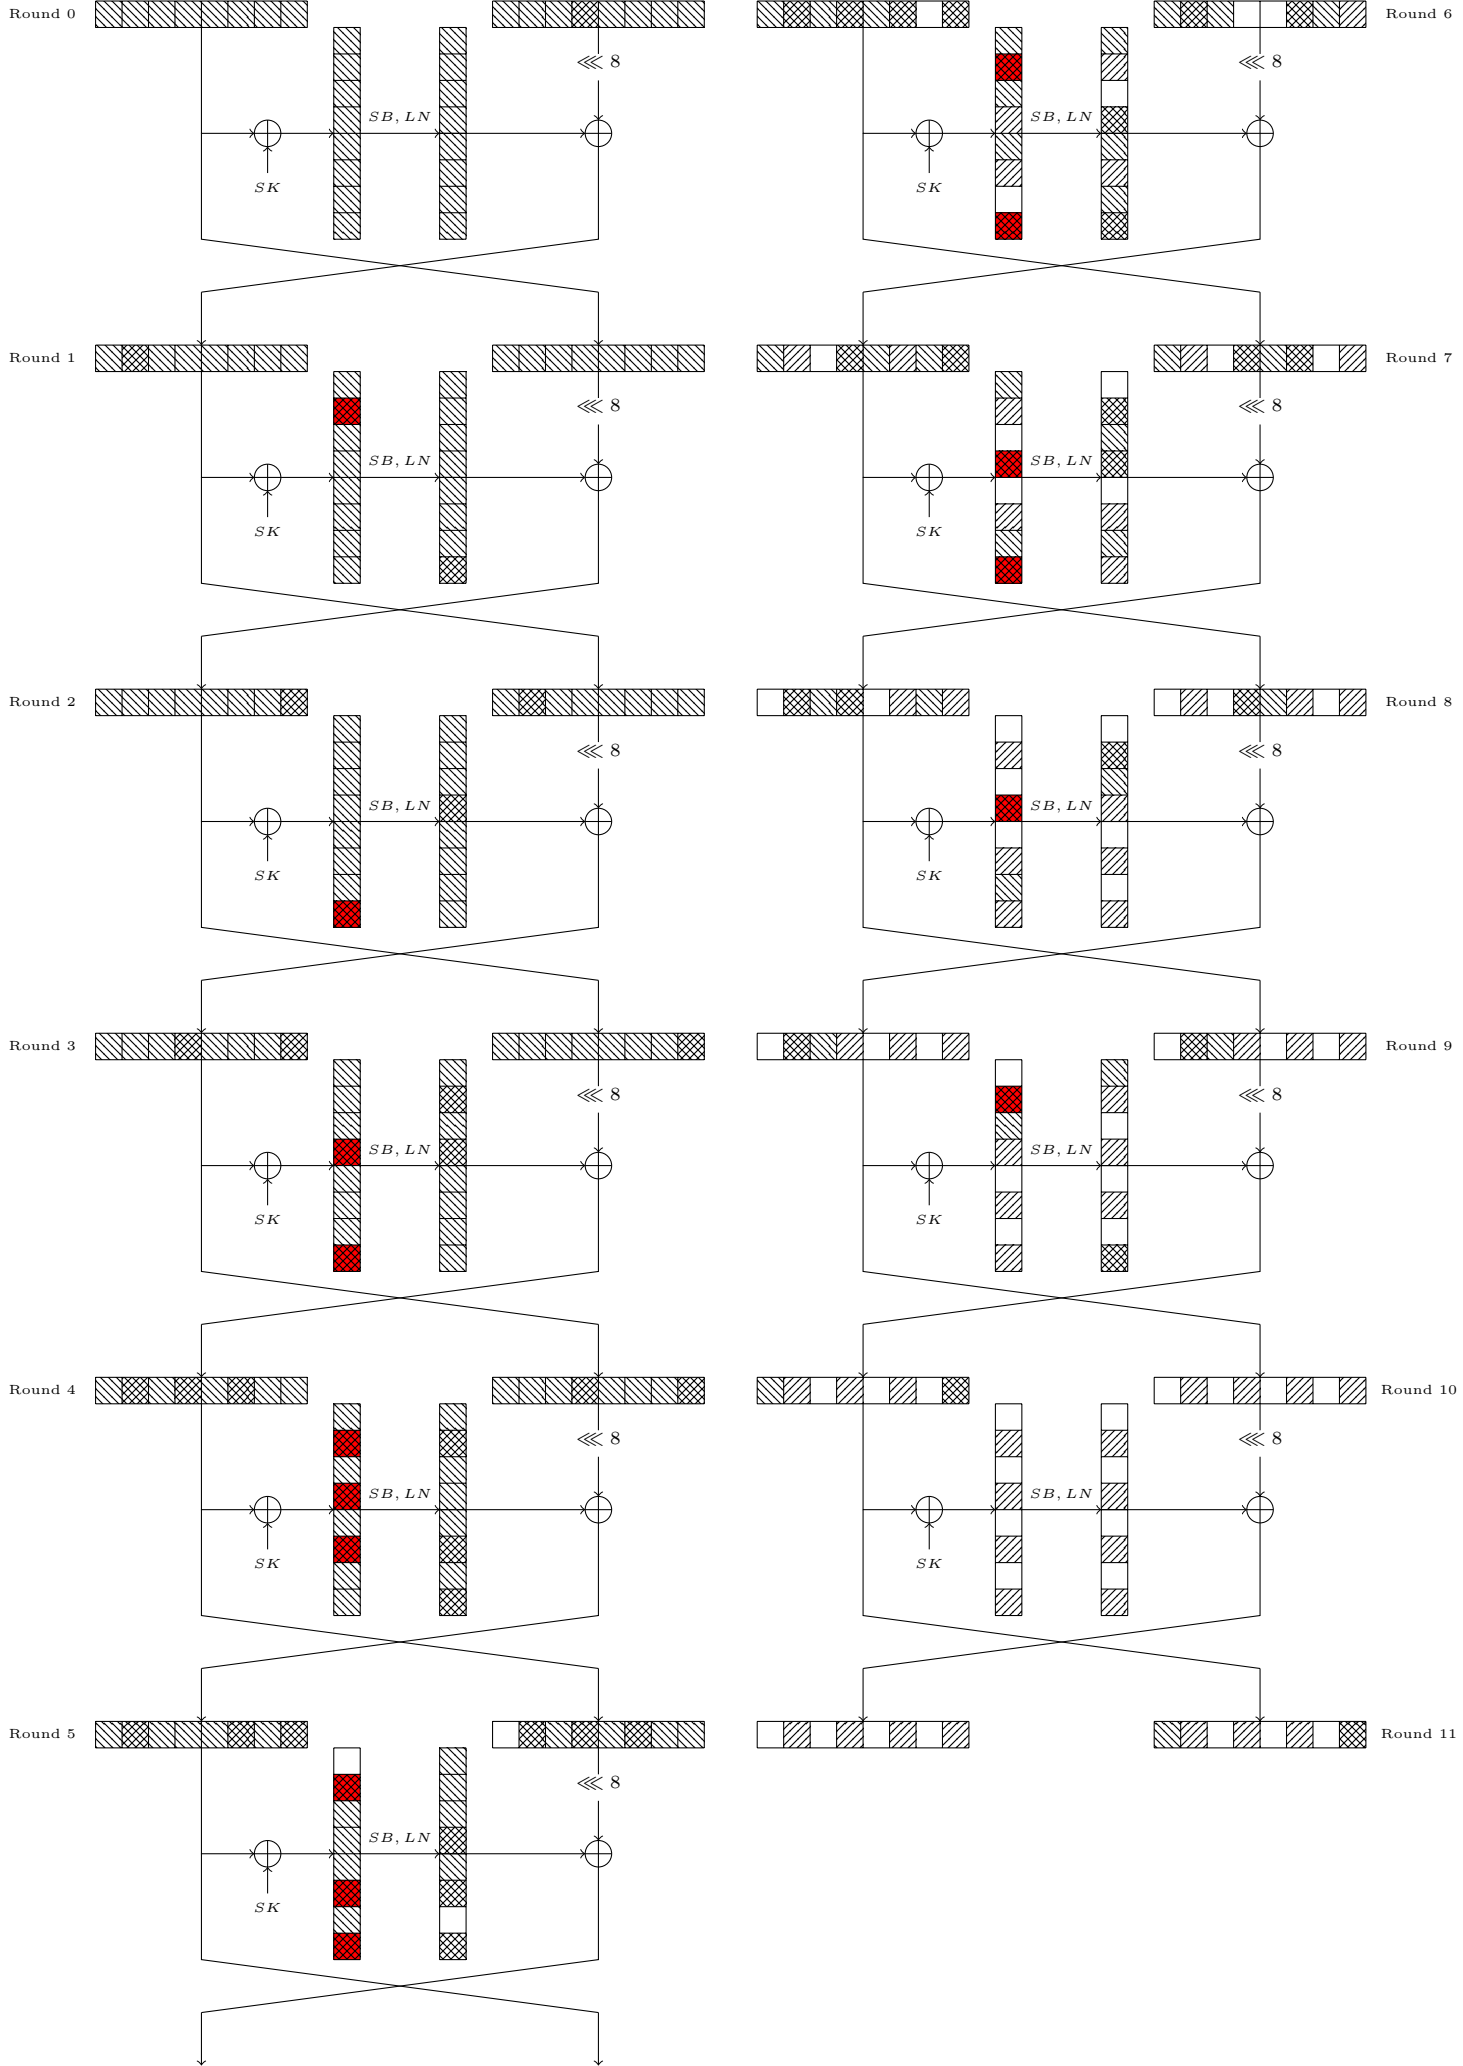 Round 0
⋘ 8
SB, LN
SK
Round 1
⋘ 8
SB, LN
SK
Round 2
⋘ 8
SB, LN
SK
Round 3
⋘ 8
SB, LN
SK
Round 4
⋘ 8
SB, LN
SK
Round 5
⋘ 8
SB, LN
SK
Round 6
⋘ 8
SB, LN
SK
Round 7
⋘ 8
SB, LN
SK
Round 8
⋘ 8
SB, LN
SK
Round 9
⋘ 8
SB, LN
SK
Round 10
⋘ 8
SB, LN
SK
Round 11